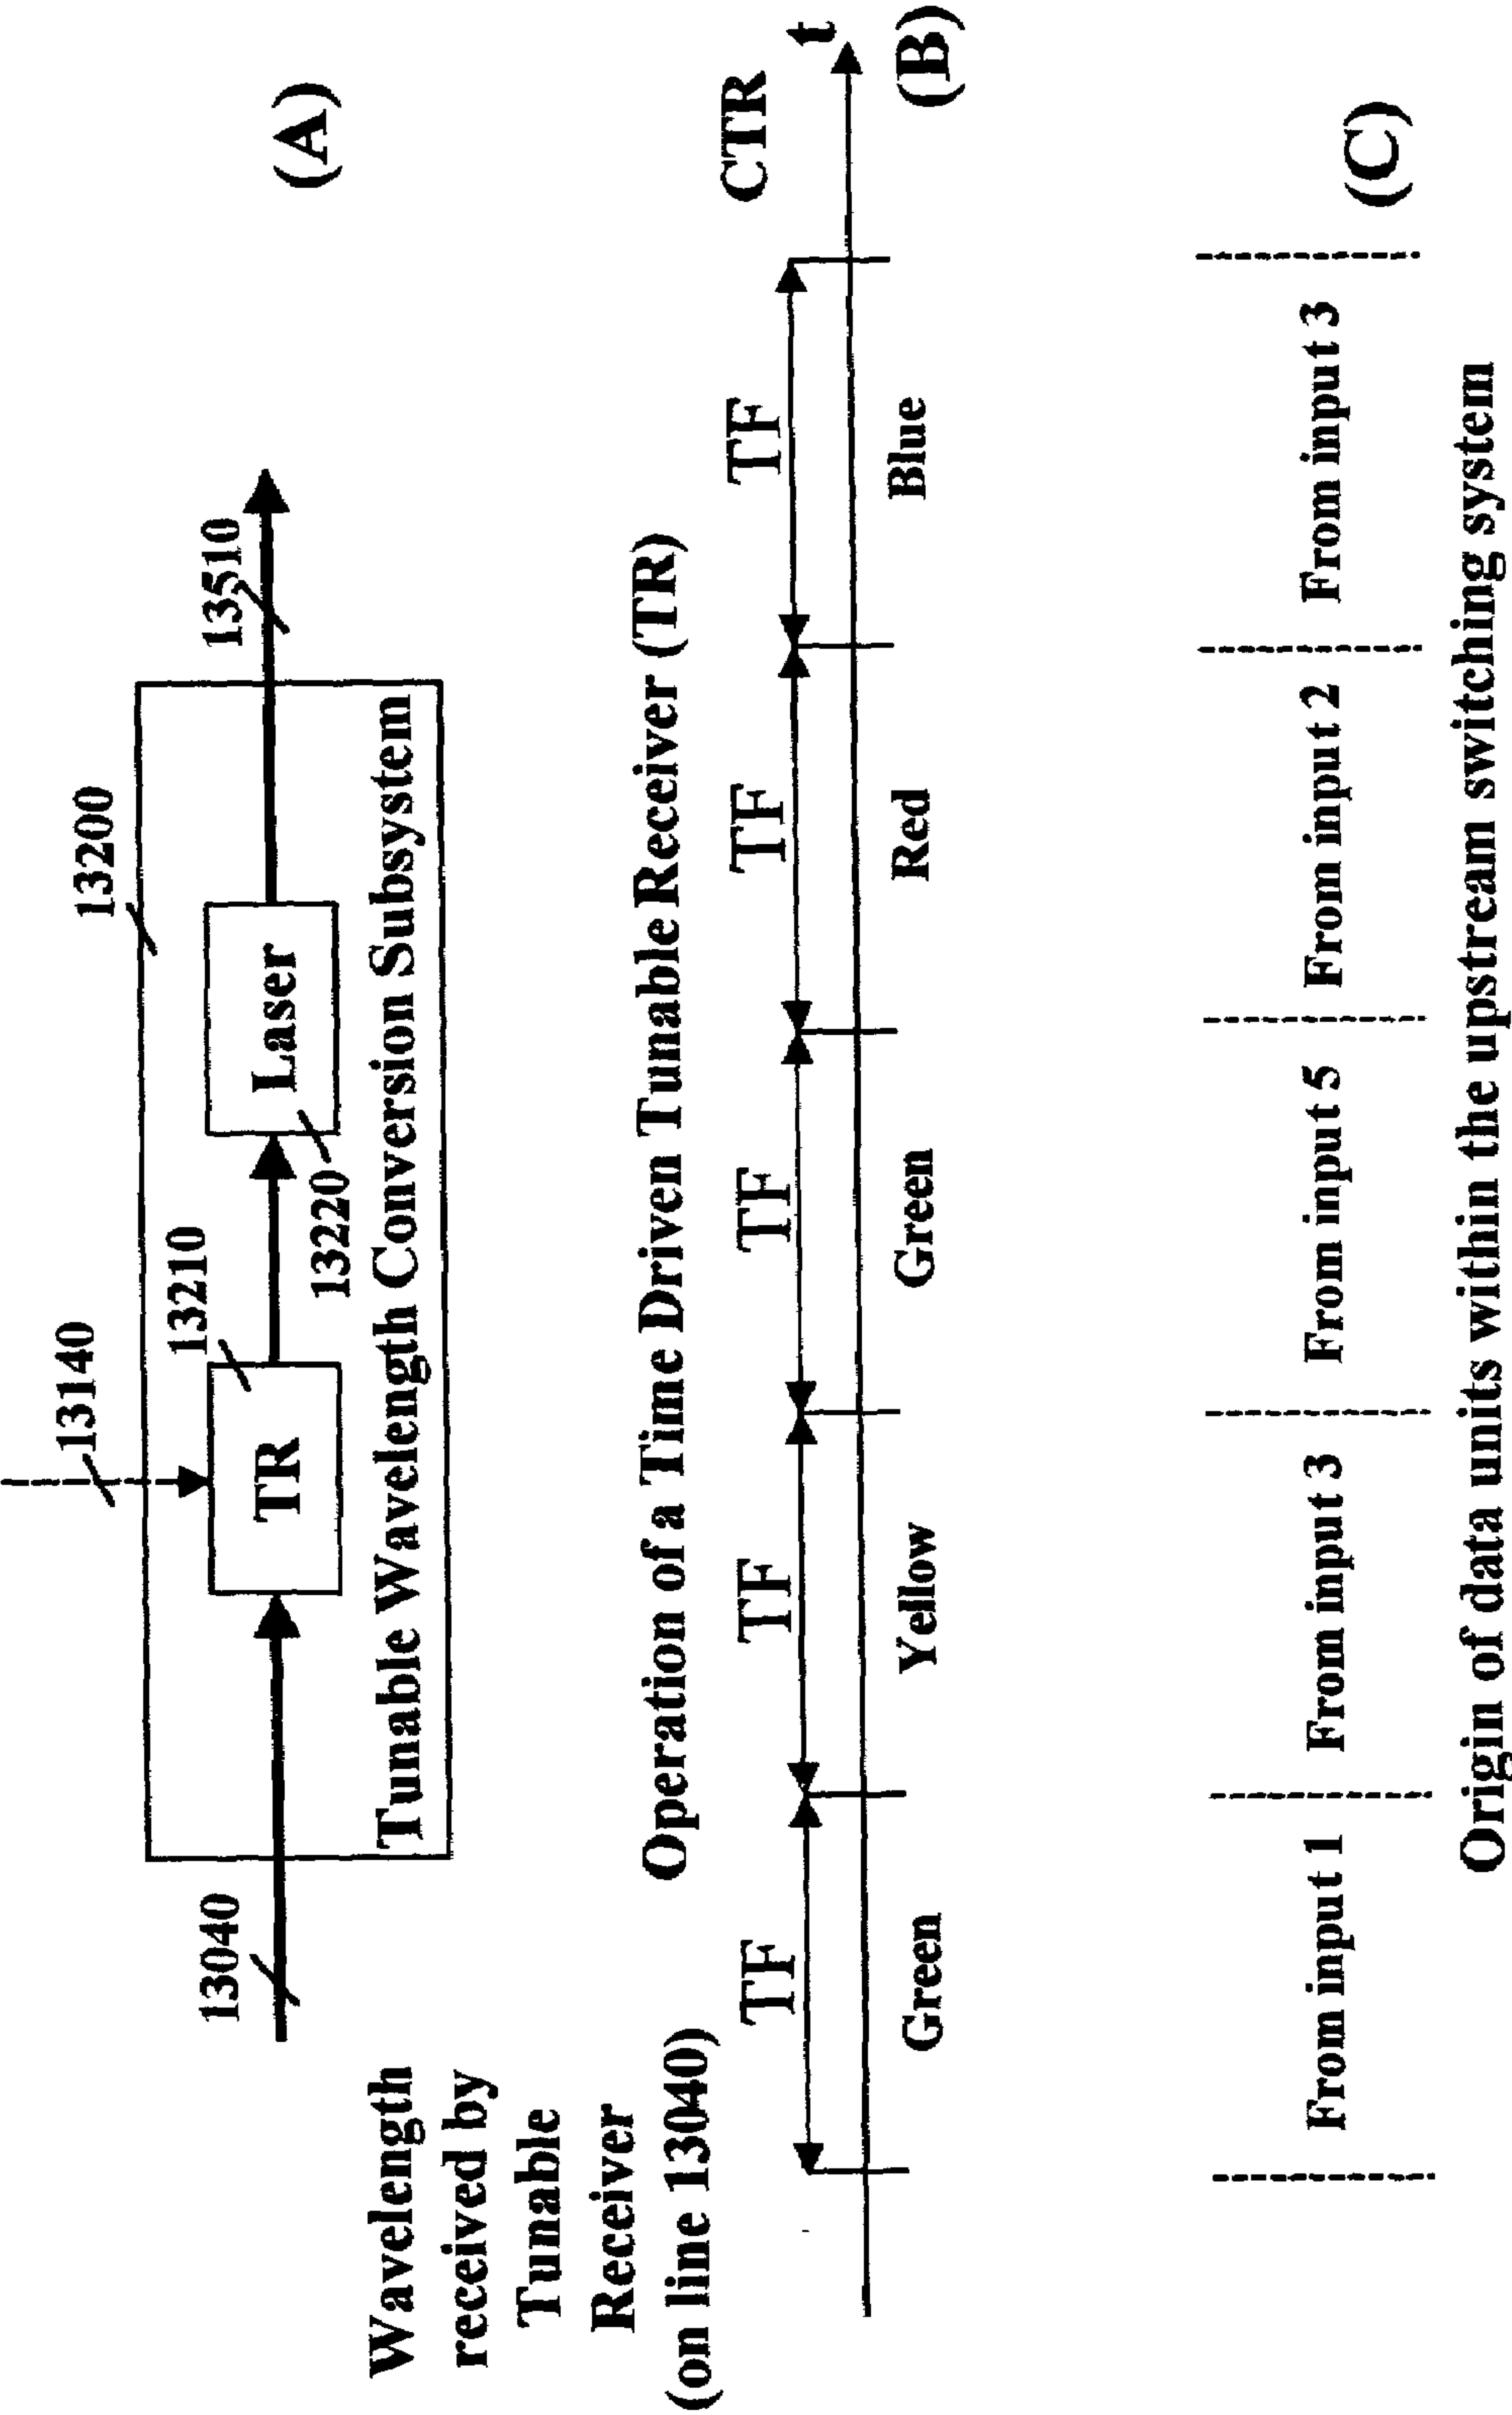 13140
13200
13040
13210
TR
13220
Laser
13510
Tunable Wavelength Conversion Subsystem
(A)
Wavelength
received by
Tunable
Receiver
(on line 13040)
Operation of a Time Driven Tunable Receiver (TR)
TF
TF
TF
TF
TF
CTR
t
Green
Yellow
Green
Red
Blue
(B)
From input 1
From input 3
From input 5
From input 2
From input 3
(C)
Origin of data units within the upstream switching system